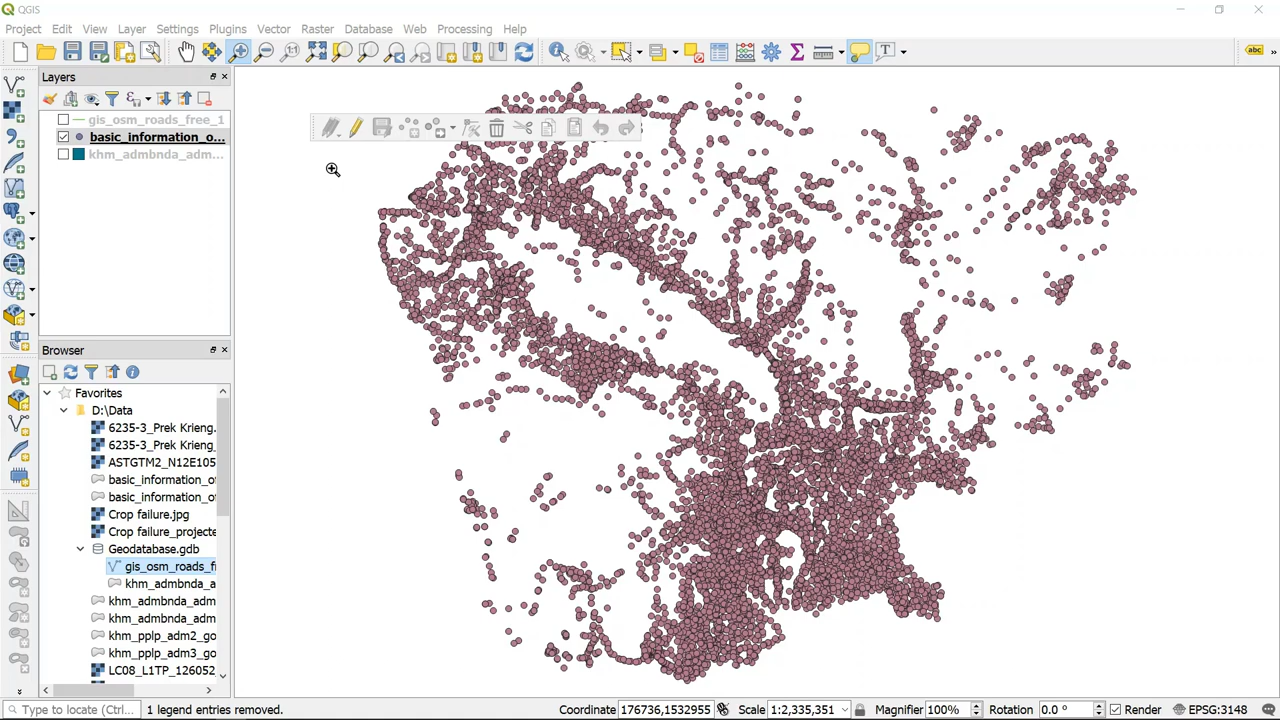 QGIS
Project Edit View Layer Settings Plugins Vector Raster Database Web Processing Help
abc
Layers
gis_osm_roads_free_1
basic_information_o...
khm_admbnda_adm...
Browser
Favorites
D:\Data
6235-3_Prek Krieng.
6235-3_Prek Krieng
ASTGTM2_N12E105
basic_information_o
basic_information_o
Crop failure.jpg
Crop failure_projecte
Geodatabase.gdb
gis_osm_roads_f
khm_admbnda_a
khm_admbnda_adm
khm_admbnda_adm
khm_pplp_adm2_go
khm_pplp_adm3_go
LC08_L1TP_126052
Type to locate (Ctrl... 1 legend entries removed. Coordinate 176736,1532955 Scale 1:2,335,351 Magnifier 100% Rotation 0.0 ° Render EPSG:3148